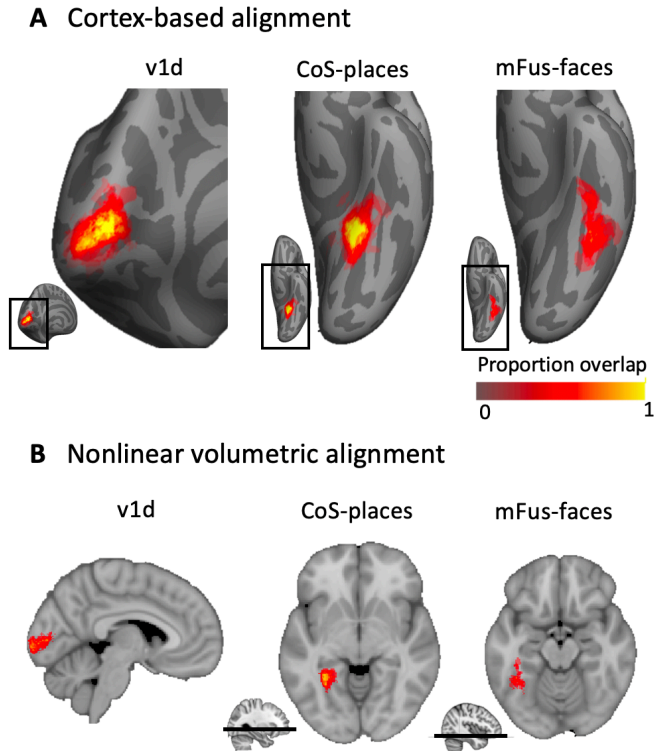 A Cortex-based alignment
v1d CoS-places mFus-faces
Proportion overlap
0 1
B Nonlinear volumetric alignment
v1d CoS-places mFus-faces